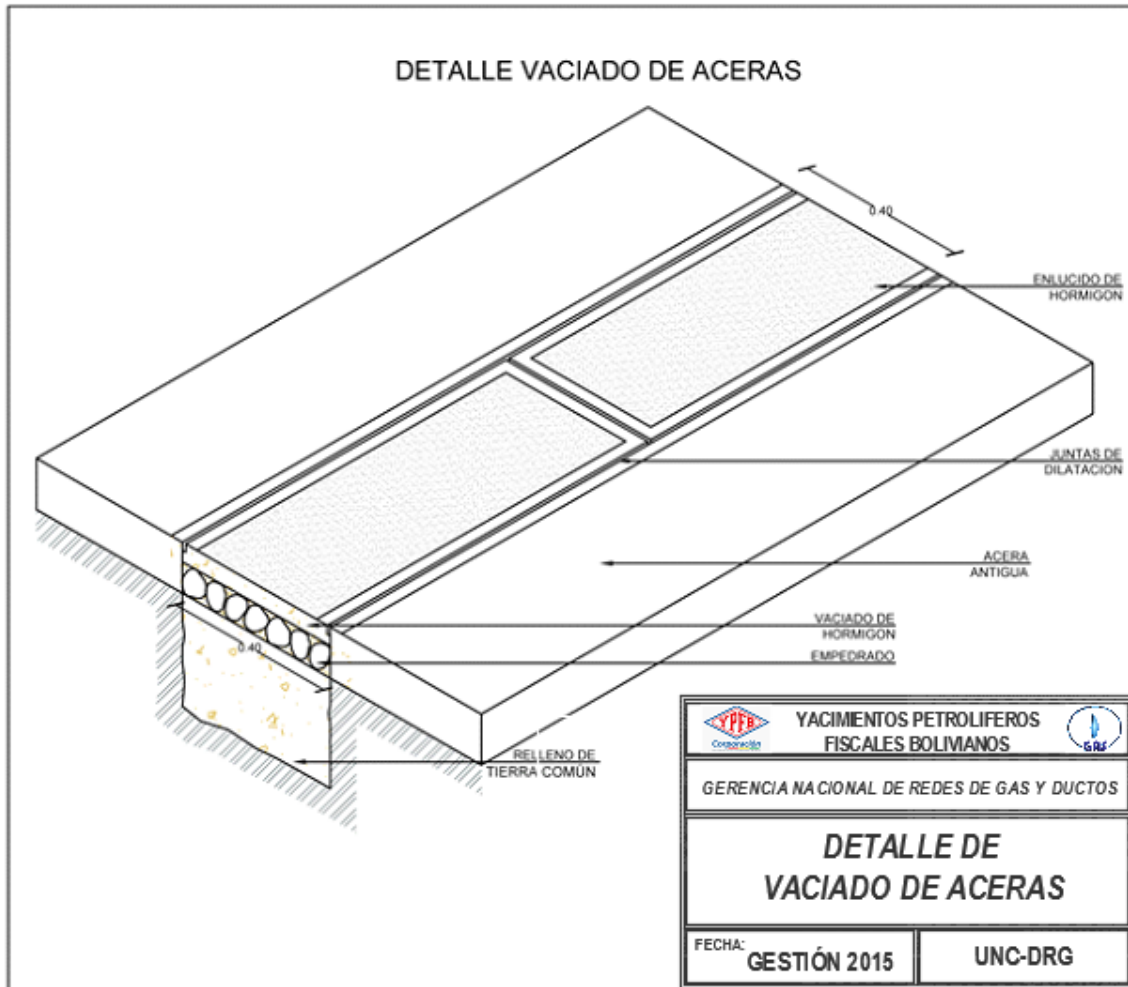 DETALLE VACIADO DE ACERAS
0.40
ENLUCIDO DE
HORMIGON
JUNTAS DE
DILATACION
ACERA
ANTIGUA
VACIADO DE
HORMIGON
EMPEDRADO
0.40
RELLENO DE
TIERRA COMÚN
YPFB
Corporación
YACIMIENTOS PETROLIFEROS
FISCALES BOLIVIANOS
GAS
GERENCIA NACIONAL DE REDES DE GAS Y DUCTOS
DETALLE DE
VACIADO DE ACERAS
FECHA: GESTIÓN 2015
UNC-DRG